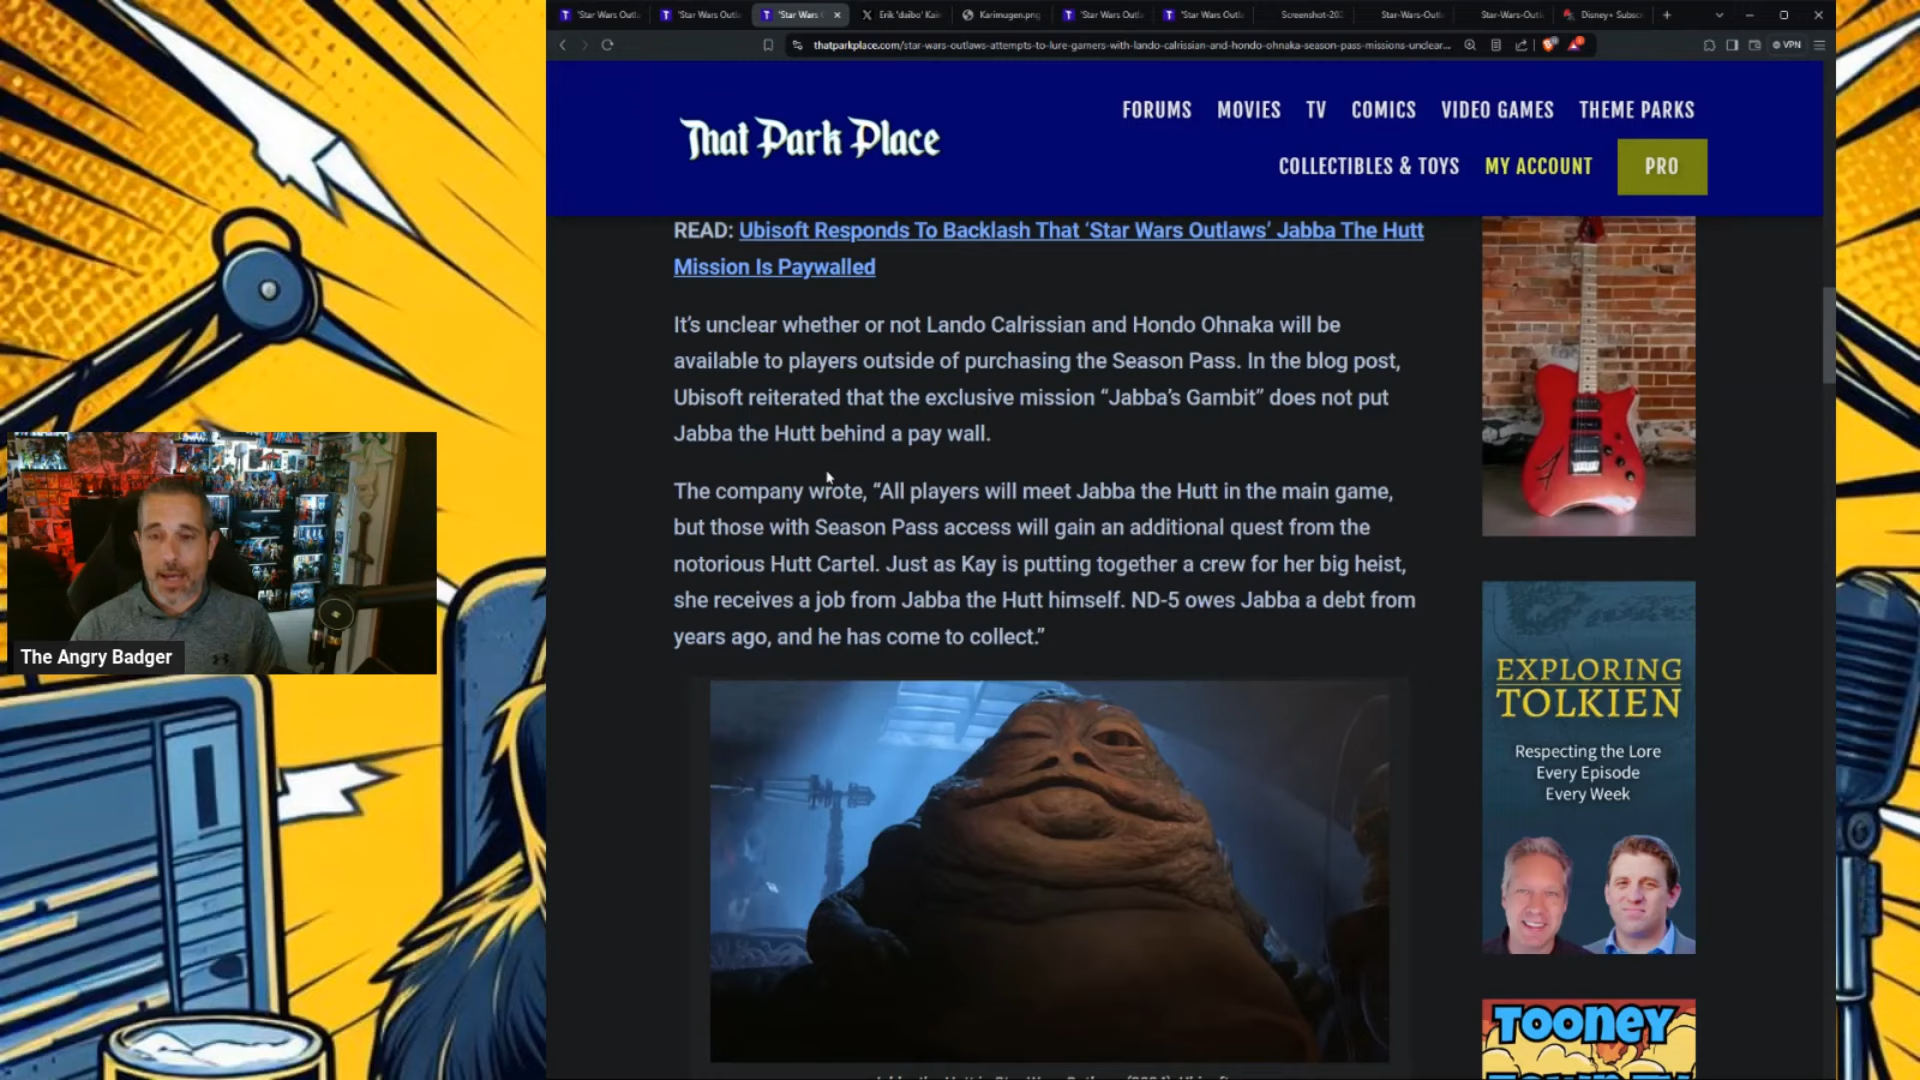 'Star Wars Outl
'Star Wars Outl
'Star Wars
Erik 'daibo' Kai
Karimugen.png
'Star Wars Outl
'Star Wars Outl
Screenshot-20
Star-Wars-Outl
Star-Wars-Outl
Disney+ Subsc
thatparkplace.com/star-wars-outlaws-attempts-to-lure-gamers-with-lando-calrissian-and-hondo-ohnaka-season-pass-missions-unclear...
VPN
That Park Place
FORUMS MOVIES TV COMICS VIDEO GAMES THEME PARKS
COLLECTIBLES & TOYS MY ACCOUNT PRO
READ: Ubisoft Responds To Backlash That ‘Star Wars Outlaws’ Jabba The Hutt
Mission Is Paywalled
It’s unclear whether or not Lando Calrissian and Hondo Ohnaka will be
available to players outside of purchasing the Season Pass. In the blog post,
Ubisoft reiterated that the exclusive mission “Jabba’s Gambit” does not put
Jabba the Hutt behind a pay wall.
The company wrote, “All players will meet Jabba the Hutt in the main game,
but those with Season Pass access will gain an additional quest from the
notorious Hutt Cartel. Just as Kay is putting together a crew for her big heist,
she receives a job from Jabba the Hutt himself. ND-5 owes Jabba a debt from
years ago, and he has come to collect.”
The Angry Badger
EXPLORING
TOLKIEN
Respecting the Lore
Every Episode
Every Week
TOONEY